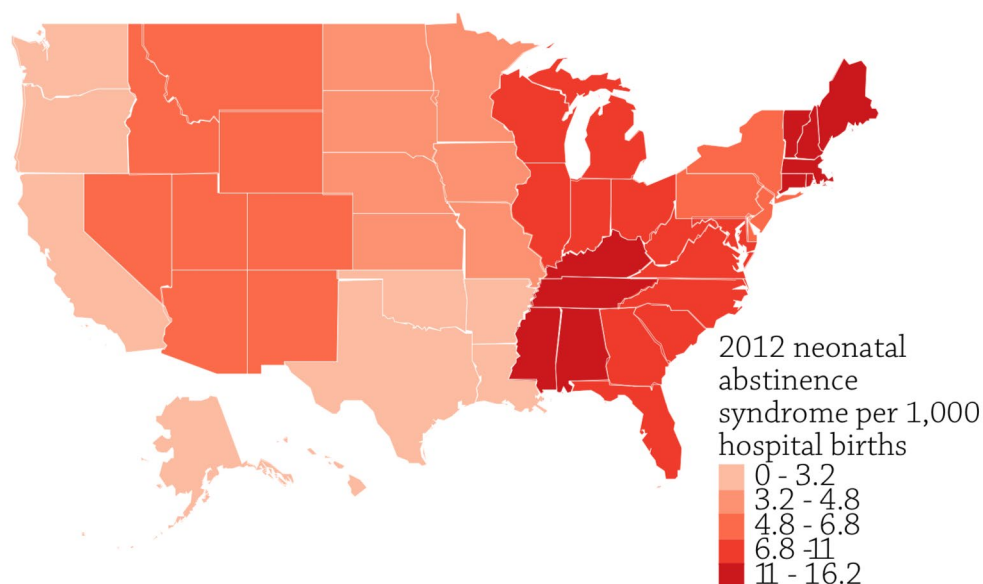 2012 neonatal
abstinence
syndrome per 1,000
hospital births
0 - 3.2
3.2 - 4.8
4.8 - 6.8
6.8 -11
11 - 16.2